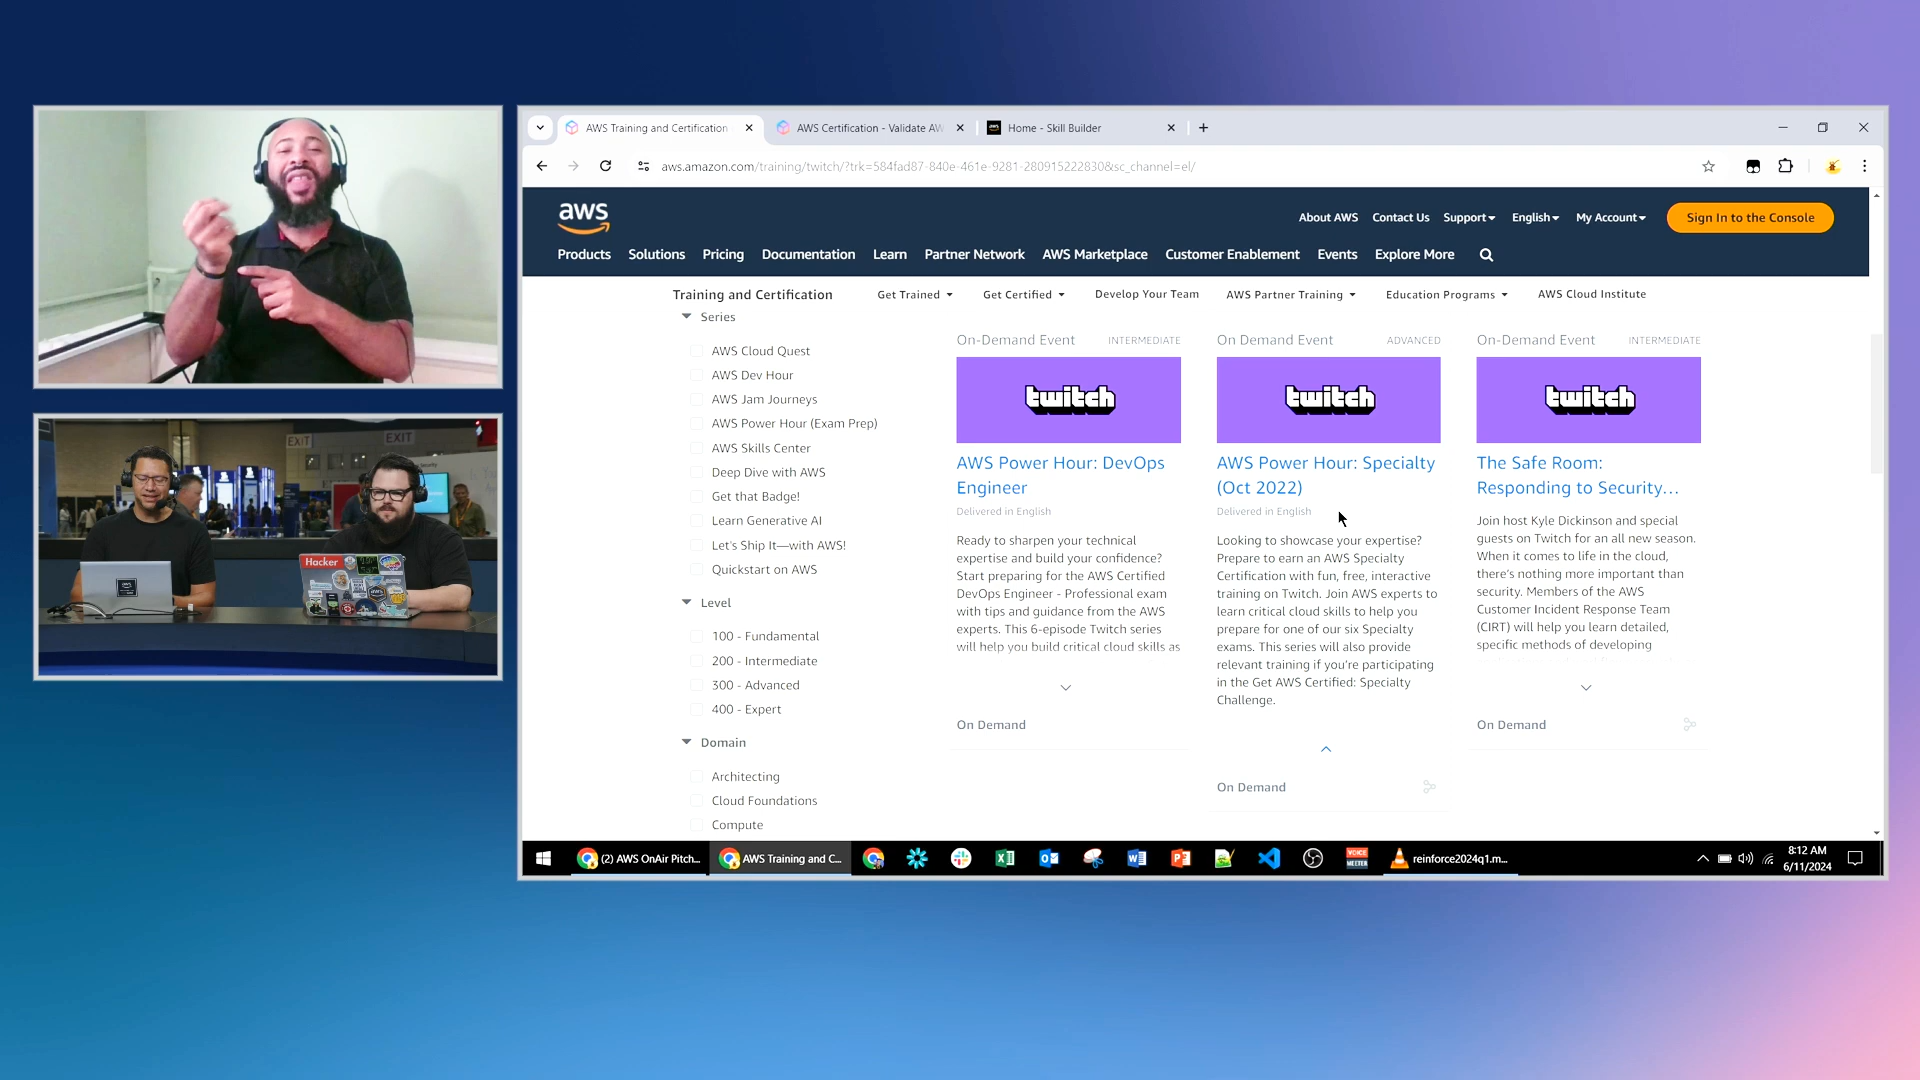 EXIT
EXIT
Hacker
aws
AWS Training and Certification
AWS Certification - Validate AW
Home - Skill Builder
aws.amazon.com/training/twitch/?trk=584fad87-840e-461e-9281-280915222830&sc_channel=el/
aws
About AWS
Contact Us
Support
English
My Account
Sign In to the Console
Products
Solutions
Pricing
Documentation
Learn
Partner Network
AWS Marketplace
Customer Enablement
Events
Explore More
Training and Certification
Get Trained
Get Certified
Develop Your Team
AWS Partner Training
Education Programs
AWS Cloud Institute
Series
AWS Cloud Quest
AWS Dev Hour
AWS Jam Journeys
AWS Power Hour (Exam Prep)
AWS Skills Center
Deep Dive with AWS
Get that Badge!
Learn Generative AI
Let's Ship It—with AWS!
Quickstart on AWS
Level
100 - Fundamental
200 - Intermediate
300 - Advanced
400 - Expert
Domain
Architecting
Cloud Foundations
Compute
On-Demand Event
INTERMEDIATE
twitch
AWS Power Hour: DevOps
Engineer
Delivered in English
Ready to sharpen your technical
expertise and build your confidence?
Start preparing for the AWS Certified
DevOps Engineer - Professional exam
with tips and guidance from the AWS
experts. This 6-episode Twitch series
will help you build critical cloud skills as
On Demand
On Demand Event
ADVANCED
twitch
AWS Power Hour: Specialty
(Oct 2022)
Delivered in English
Looking to showcase your expertise?
Prepare to earn an AWS Specialty
Certification with fun, free, interactive
training on Twitch. Join AWS experts to
learn critical cloud skills to help you
prepare for one of our six Specialty
exams. This series will also provide
relevant training if you're participating
in the Get AWS Certified: Specialty
Challenge.
On Demand
On-Demand Event
INTERMEDIATE
twitch
The Safe Room:
Responding to Security...
Join host Kyle Dickinson and special
guests on Twitch for an all new season.
When it comes to life in the cloud,
there's nothing more important than
security. Members of the AWS
Customer Incident Response Team
(CIRT) will help you learn detailed,
specific methods of developing
On Demand
(2) AWS OnAir Pitch...
AWS Training and C...
VOICE
MEETER
reinforce2024q1.m...
8:12 AM
6/11/2024